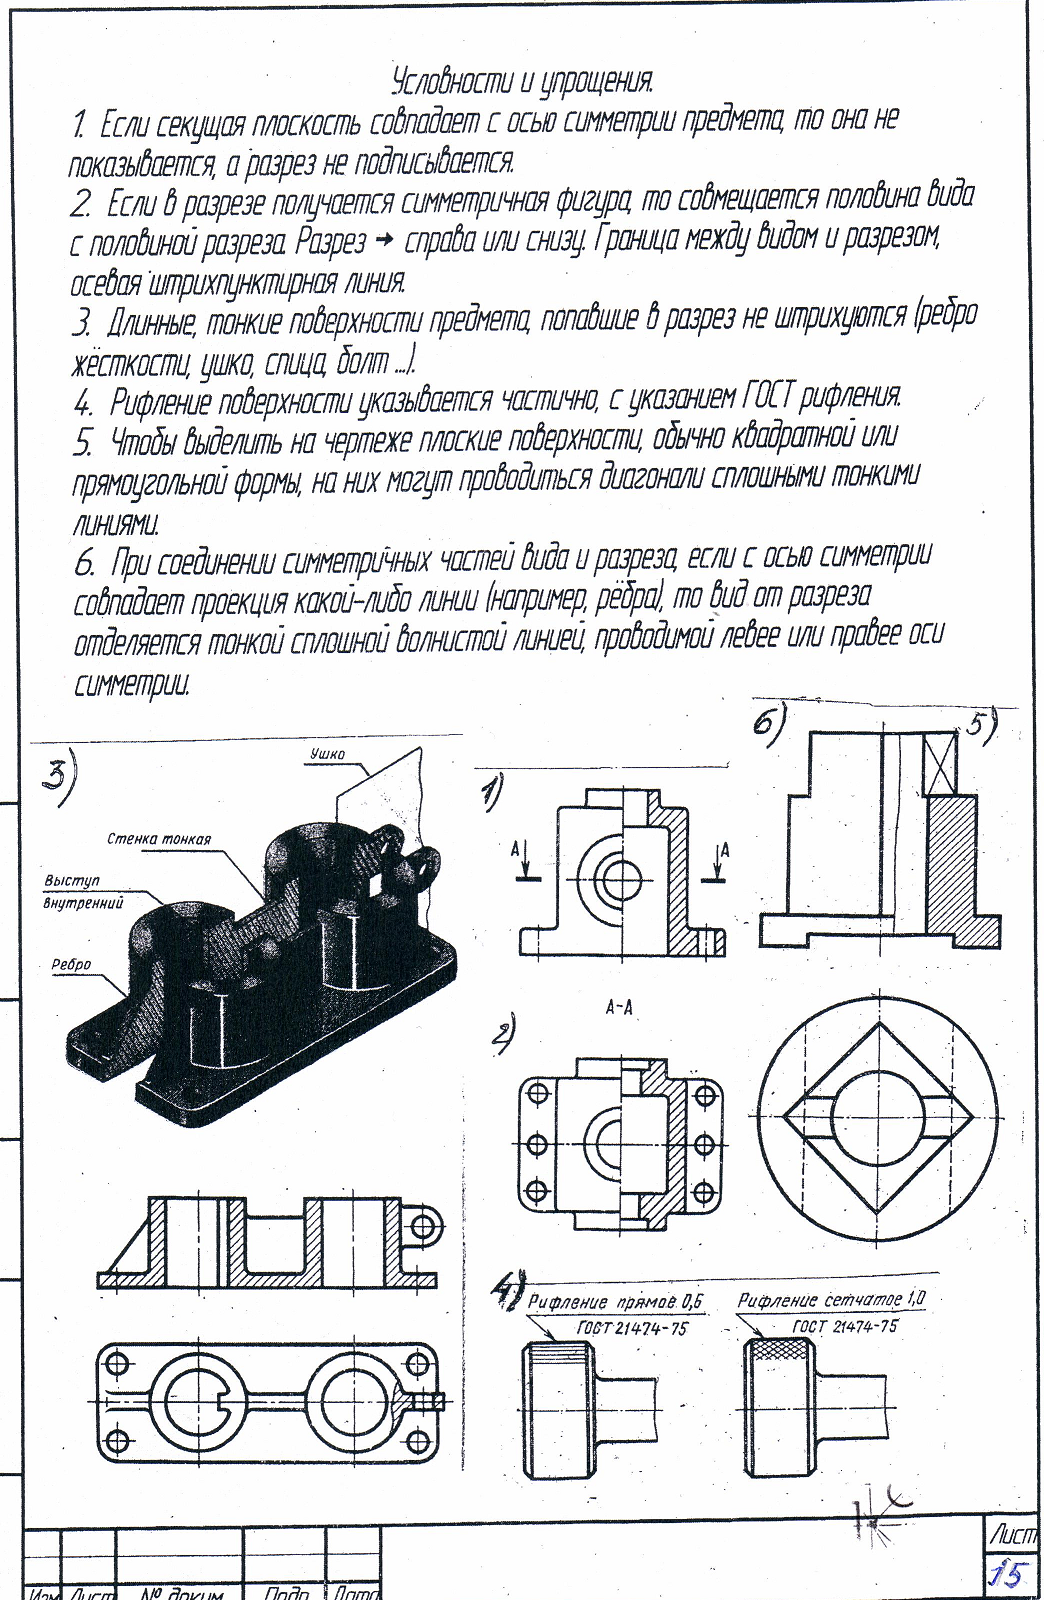 Условности и упрощения.
1. Если секущая плоскость совпадает с осью симметрии предмета, то она не
показывается, а разрез не подписывается.
2. Если в разрезе получается симметричная фигура, то совмещается половина вида
с половиной разреза. Разрез → справа или снизу. Граница между видом и разрезом,
осевая штрихпунктирная линия.
3. Длинные, тонкие поверхности предмета, попавшие в разрез не штрихуются (ребро
жёсткости, ушко, спица, болт ...).
4. Рифление поверхности указывается частично, с указанием ГОСТ рифления.
5. Чтобы выделить на чертеже плоские поверхности, обычно квадратной или
прямоугольной формы, на них могут проводиться диагонали сплошными тонкими
линиями.
6. При соединении симметричных частей вида и разреза, если с осью симметрии
совпадает проекция какой-либо линии (например, ребра), то вид от разреза
отделяется тонкой сплошной волнистой линией, проводимой левее или правее оси
симметрии.
3)
Ушко
Стенка тонкая
Выступ
внутренний
Ребро
1)
А А
6) 5)
А-А
2)
4)
Рифление прямое 0,6
ГОСТ 21474-75
Рифление сетчатое 1,0
ГОСТ 21474-75
Лист
15
Изм Лист № докум. Подп Дата